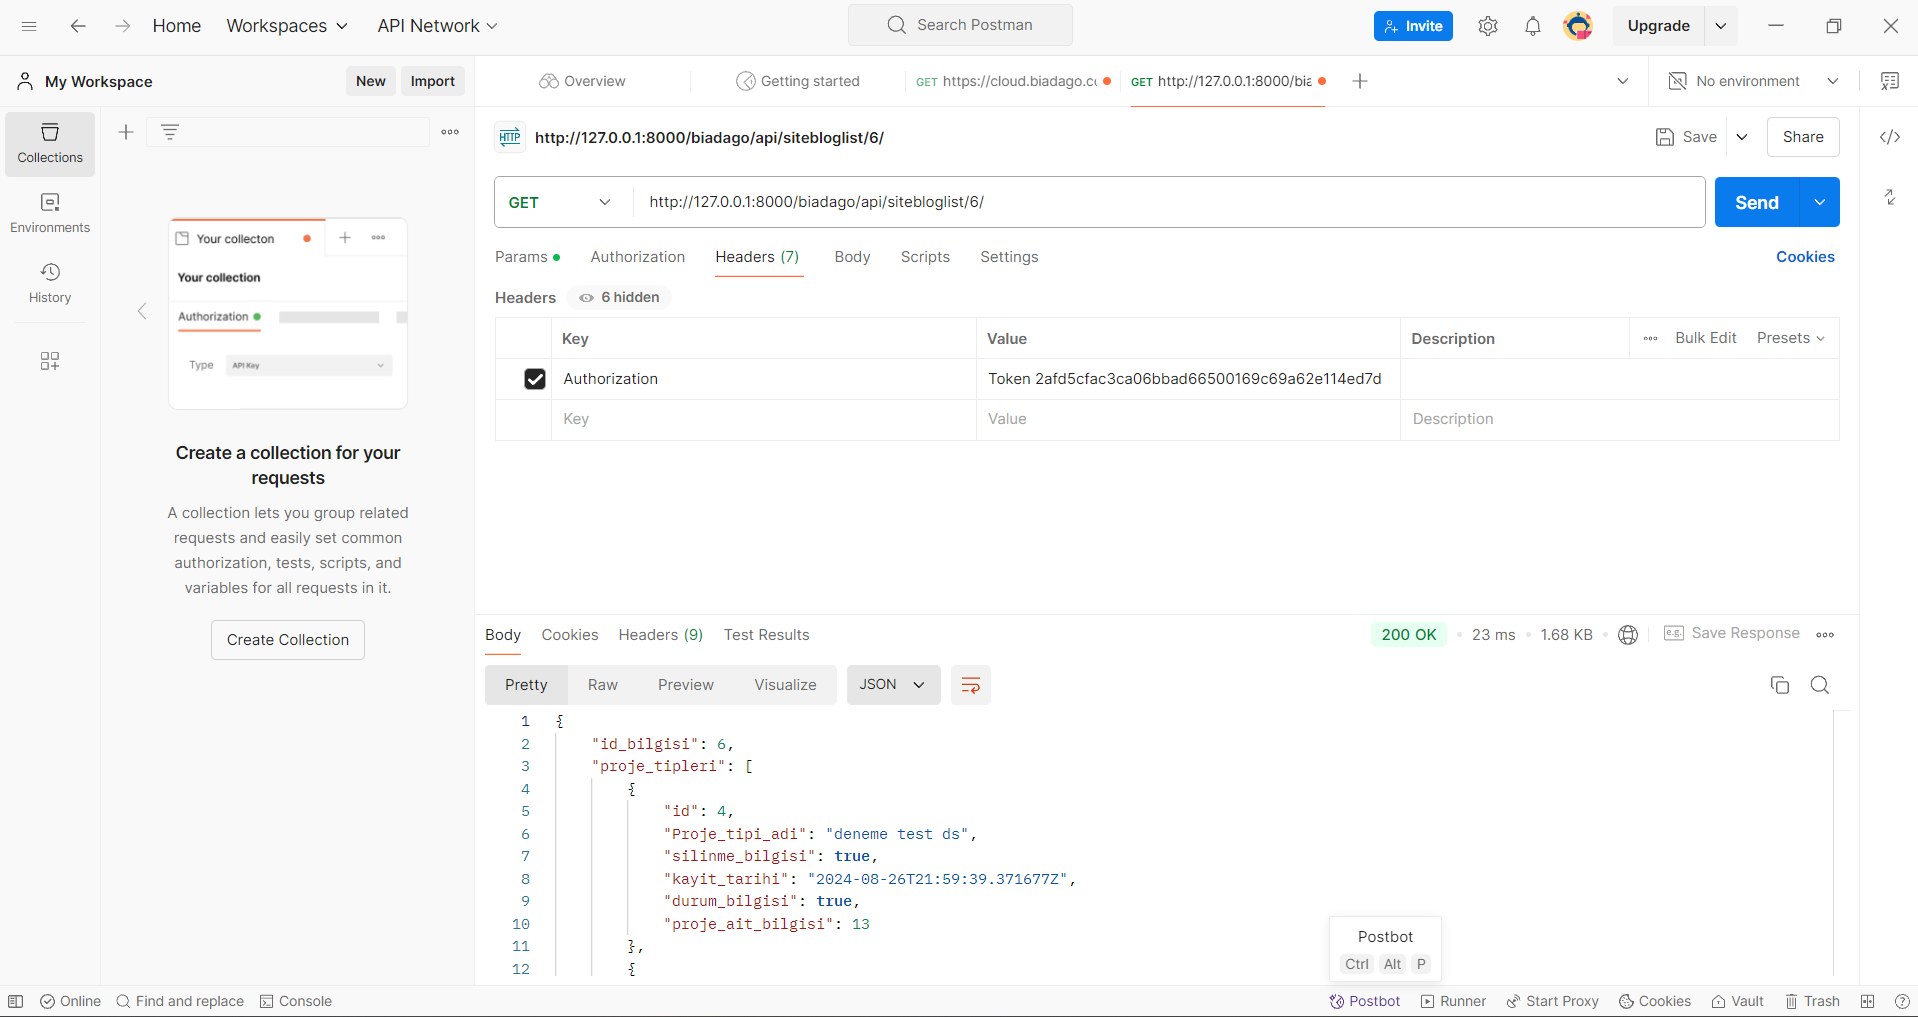 Home
Workspaces
API Network
Search Postman
Invite
Upgrade
My Workspace
New
Import
Overview
Getting started
GET https://cloud.biadago.c
GET http://127.0.0.1:8000/bia
No environment
Collections
Environments
History
Your collecton
Your collection
Authorization
Type
API Key
Create a collection for your
requests
A collection lets you group related
requests and easily set common
authorization, tests, scripts, and
variables for all requests in it.
Create Collection
HTTP
http://127.0.0.1:8000/biadago/api/sitebloglist/6/
Save
Share
GET
http://127.0.0.1:8000/biadago/api/sitebloglist/6/
Send
Params
Authorization
Headers (7)
Body
Scripts
Settings
Cookies
Headers
6 hidden
Key
Value
Description
Bulk Edit
Presets
Authorization
Token 2afd5cfac3ca06bbad66500169c69a62e114ed7d
Key
Value
Description
Body
Cookies
Headers (9)
Test Results
200 OK
23 ms
1.68 KB
e.g.
Save Response
Pretty
Raw
Preview
Visualize
JSON
1 {
2 "id_bilgisi": 6,
3 "proje_tipleri": [
4 {
5 "id": 4,
6 "Proje_tipi_adi": "deneme test ds",
7 "silinme_bilgisi": true,
8 "kayit_tarihi": "2024-08-26T21:59:39.371677Z",
9 "durum_bilgisi": true,
10 "proje_ait_bilgisi": 13
11 },
12 {
Postbot
Ctrl Alt P
Online
Find and replace
Console
Postbot
Runner
Start Proxy
Cookies
Vault
Trash